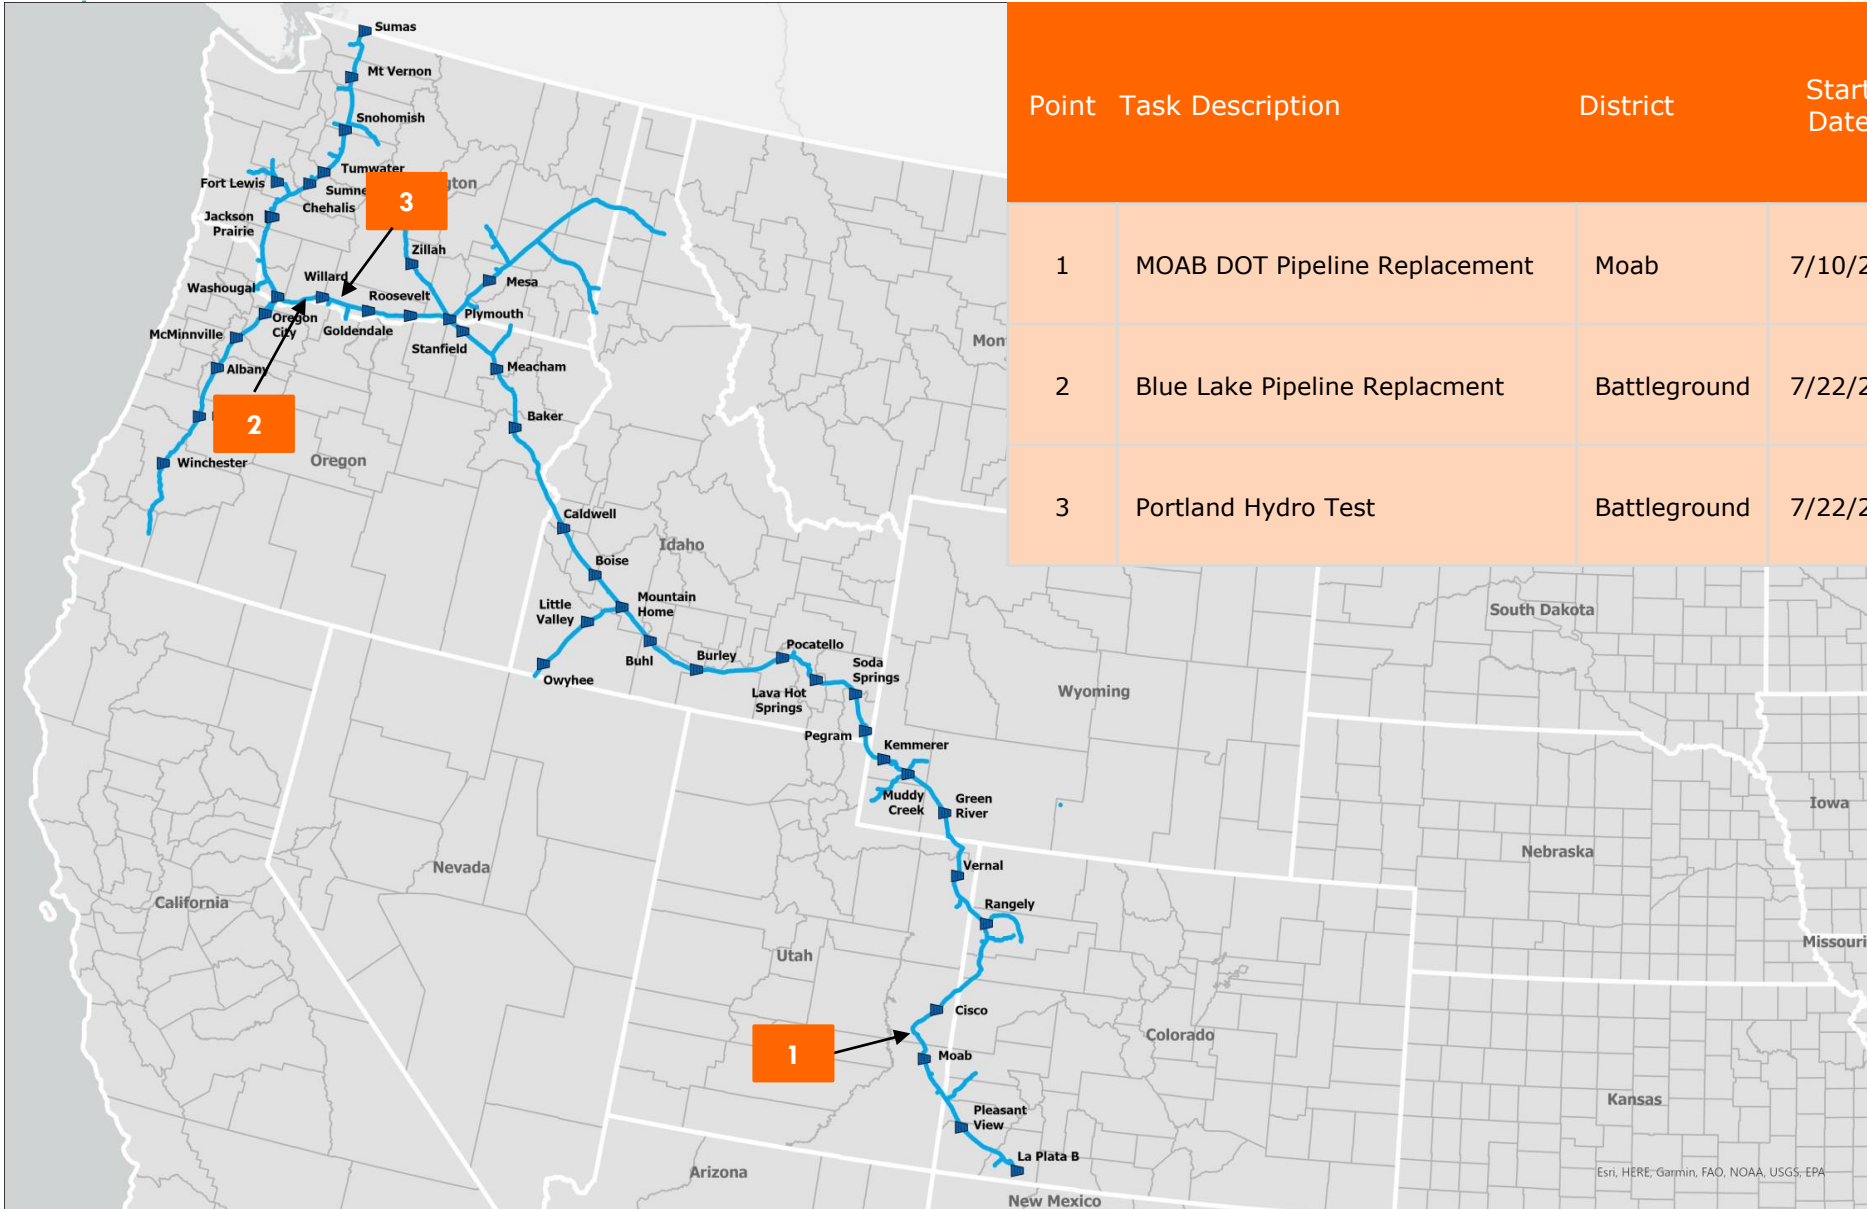 Sumas
Mt Vernon
Snohomish
Tumwater
Fort Lewis
Sumne
gton
Chehalis
3
Jackson
Prairie
Zillah
Willard
Mesa
Washougal
Roosevelt
Plymouth
Oregon
City
Goldendale
McMinnville
Stanfield
Albany
Meacham
Baker
2
Winchester
Oregon
Caldwell
Idaho
Boise
Little
Valley
Mountain
Home
Pocatello
Buhl
Burley
Soda
Springs
Owyhee
Lava Hot
Springs
Pegram
Kemmerer
Muddy
Creek
Green
River
Wyoming
South Dakota
Iowa
Nebraska
Nevada
Vernal
California
Rangely
Utah
Missouri
Cisco
Colorado
1
Moab
Kansas
Pleasant
View
La Plata B
Arizona
New Mexico
Esri, HERE, Garmin, FAO, NOAA, USGS, EPA
Mon
Point Task Description District Start
Date
1 MOAB DOT Pipeline Replacement Moab 7/10/2
2 Blue Lake Pipeline Replacment Battleground 7/22/2
3 Portland Hydro Test Battleground 7/22/2